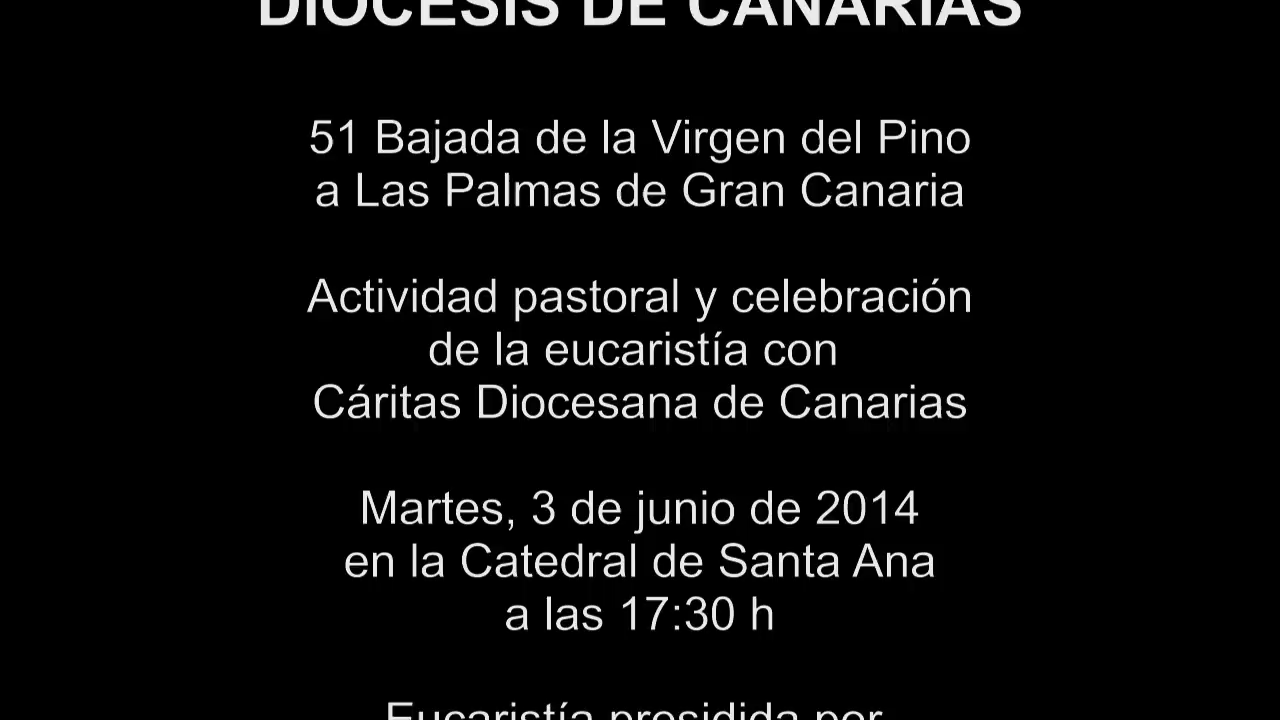 DIOCESIS DE CANARIAS
51 Bajada de la Virgen del Pino
a Las Palmas de Gran Canaria
Actividad pastoral y celebración
de la eucaristía con
Cáritas Diocesana de Canarias
Martes, 3 de junio de 2014
en la Catedral de Santa Ana
a las 17:30 h
Eucaristía presidida por